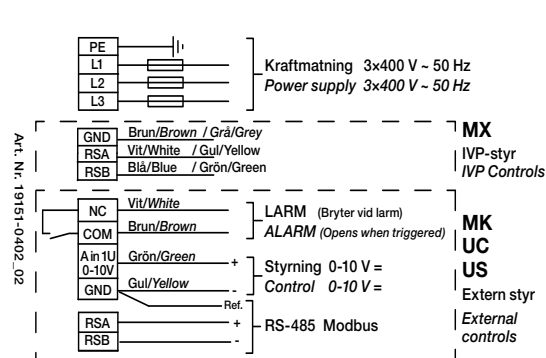 PE
L1
L2
L3
Kraftmatning 3×400 V ~ 50 Hz
Power supply 3×400 V ~ 50 Hz
Art. Nr. 19151-0402_02
GND Brun/Brown / Grå/Grey
RSA Vit/White / Gul/Yellow
RSB Blå/Blue / Grön/Green
MX
IVP-styr
IVP Controls
NC Vit/White
COM Brun/Brown
LARM (Bryter vid larm)
ALARM (Opens when triggered)
A in 1U
0-10V
Grön/Green +
GND Gul/Yellow -
Styrning 0-10 V =
Control 0-10 V =
Ref.
RSA +
RSB -
RS-485 Modbus
MK
UC
US
Extern styr
External
controls